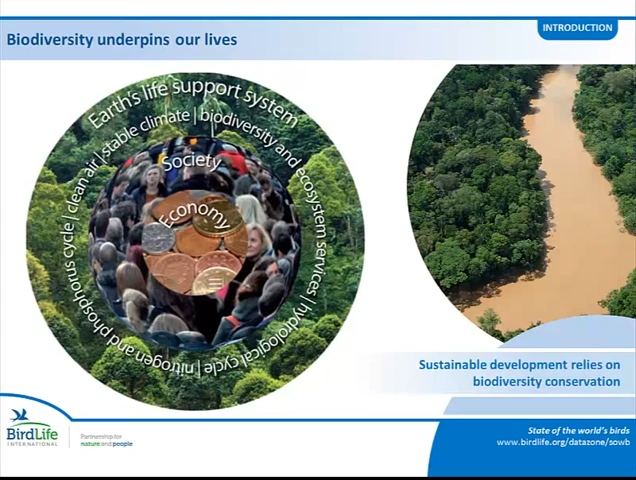 INTRODUCTION
Biodiversity underpins our lives
Earth's life support system
clean air | stable climate | biodiversity and ecosystem services | hydrological cycle | nitrogen and phosphorus cycle |
Society
Economy
Sustainable development relies on
biodiversity conservation
BirdLife
INTERNATIONAL
Partnership for
nature and people
State of the world's birds
www.birdlife.org/datazone/sowb